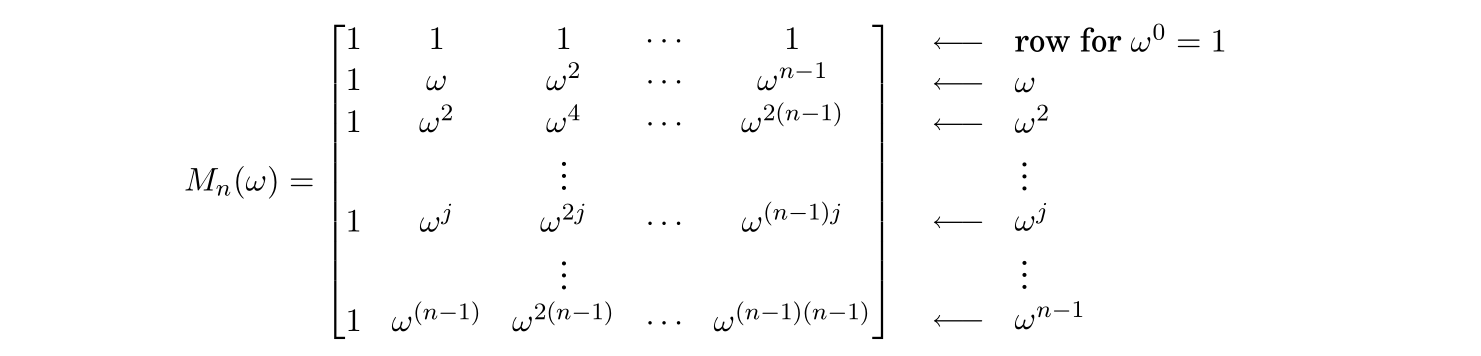 1 1 1 ⋯ 1 ⟵ row for ω^0 = 1
1 ω ω^2 ⋯ ω^{n−1} ⟵ ω
1 ω^2 ω^4 ⋯ ω^{2(n−1)} ⟵ ω^2
M_n(ω) = ⋮ ⋮
1 ω^j ω^{2j} ⋯ ω^{(n−1)j} ⟵ ω^j
⋮ ⋮
1 ω^{(n−1)} ω^{2(n−1)} ⋯ ω^{(n−1)(n−1)} ⟵ ω^{n−1}